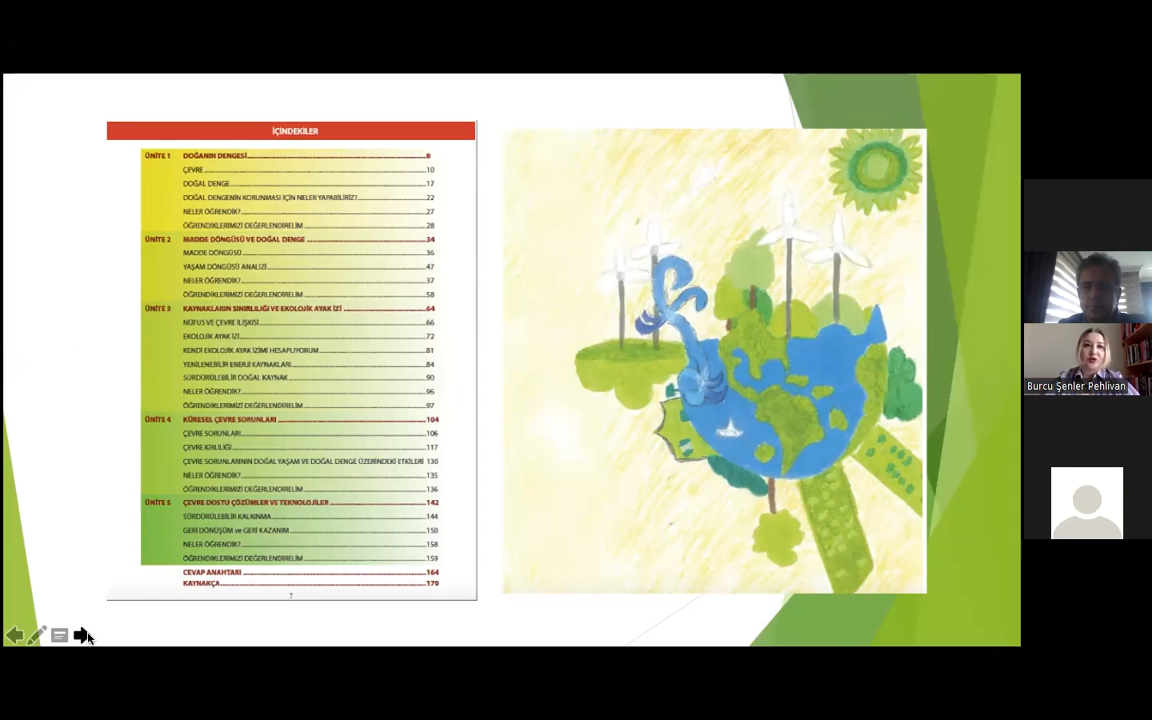 İÇİNDEKİLER
ÜNİTE 1 DOĞANIN DENGESİ 8
ÇEVRE 10
DOĞAL DENGE 17
DOĞAL DENGENİN KORUNMASI İÇİN NELER YAPABİLİRİZ? 22
NELER ÖĞRENDİK? 27
ÖĞRENDİKLERİMİZİ DEĞERLENDİRELİM 28
ÜNİTE 2 MADDE DÖNGÜSÜ VE DOĞAL DENGE 34
MADDE DÖNGÜSÜ 36
YAŞAM DÖNGÜSÜ ANALİZİ 47
NELER ÖĞRENDİK? 37
ÖĞRENDİKLERİMİZİ DEĞERLENDİRELİM 58
ÜNİTE 3 KAYNAKLARIN SINIRLILIĞI VE EKOLOJİK AYAK İZİ 64
NÜFUS VE ÇEVRE İLİŞKİSİ 66
EKOLOJİK AYAK İZİ 72
KENDİ EKOLOJİK AYAK İZİMİ HESAPLIYORUM 81
YENİLENEBİLİR ENERJİ KAYNAKLARI 84
SÜRDÜRÜLEBİLİR DOĞAL KAYNAK 90
NELER ÖĞRENDİK? 96
ÖĞRENDİKLERİMİZİ DEĞERLENDİRELİM 97
ÜNİTE 4 KÜRESEL ÇEVRE SORUNLARI 104
ÇEVRE SORUNLARI 106
ÇEVRE KİRLİLİĞİ 117
ÇEVRE SORUNLARININ DOĞAL YAŞAM VE DOĞAL DENGE ÜZERİNDEKİ ETKİLERİ 130
NELER ÖĞRENDİK? 135
ÖĞRENDİKLERİMİZİ DEĞERLENDİRELİM 136
ÜNİTE 5 ÇEVRE DOSTU ÇÖZÜMLER VE TEKNOLOJİLER 142
SÜRDÜRÜLEBİLİR KALKINMA 144
GERİ DÖNÜŞÜM ve GERİ KAZANIM 150
NELER ÖĞRENDİK? 158
ÖĞRENDİKLERİMİZİ DEĞERLENDİRELİM 159
CEVAP ANAHTARI 164
KAYNAKÇA 170
7
Burcu Şenler Pehlivan